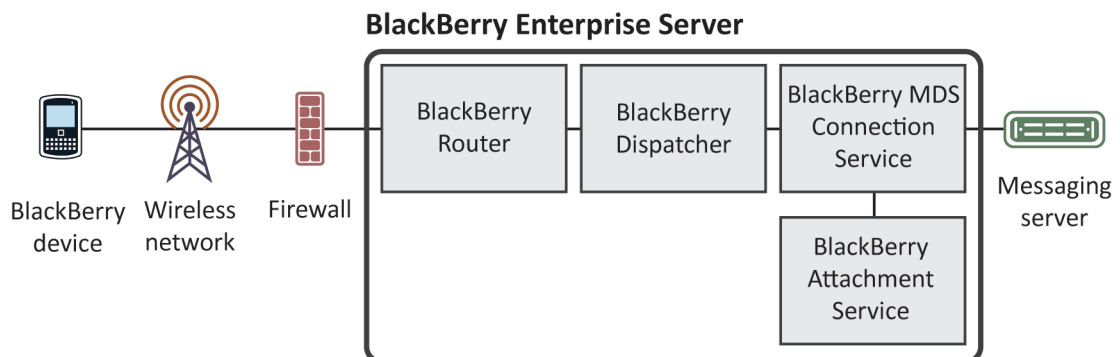 BlackBerry Enterprise Server
BlackBerry
Router
BlackBerry
Dispatcher
BlackBerry MDS
Connection
Service
BlackBerry
device
Wireless
network
Firewall
Messaging
server
BlackBerry
Attachment
Service